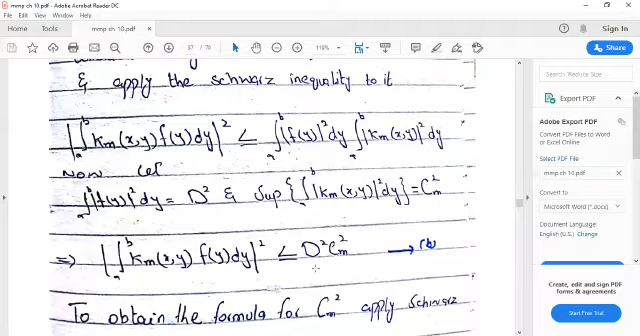 mmp ch 10.pdf - Adobe Acrobat Reader DC
File Edit View Sign Window Help
Home Tools mmp ch 10.pdf × Sign In
37 / 70 110% Share
& apply the schwarz inequality to it
|∫ₐᵇ Km(x,y) f(y)dy|² ≤ ∫ₐᵇ |f(y)|² dy ∫ₐᵇ |Km(x,y)|² dy
Now let
∫ₐᵇ |f(y)|² dy = D² & Sup {∫ₐᵇ |Km(x,y)|² dy} = Cm²
⇒ |∫ₐᵇ Km(x,y) f(y)dy|² ≤ D² Cm² → (b)
To obtain the formula for Cm² apply Schwarz
Search 'Reduce Size'
Export PDF
Adobe Export PDF
Convert PDF Files to Word or Excel Online
Select PDF File
mmp ch 10.pdf ×
Convert to
Microsoft Word (*.docx)
Document Language:
English (U.S.) Change
Create, edit and sign PDF forms & agreements
Start Free Trial